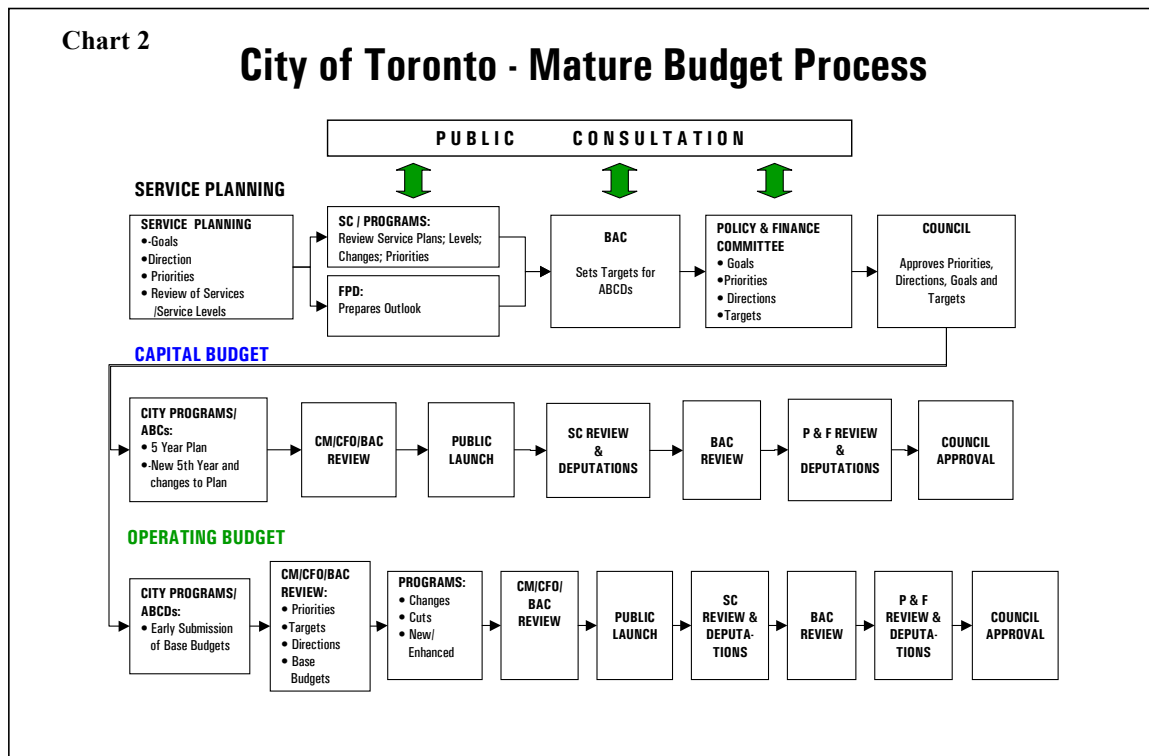 Chart 2
City of Toronto - Mature Budget Process
PUBLIC CONSULTATION
SERVICE PLANNING
SERVICE PLANNING
•-Goals
•Direction
• Priorities
• Review of Services
/Service Levels
SC / PROGRAMS:
Review Service Plans; Levels;
Changes; Priorities
FPD:
Prepares Outlook
BAC
Sets Targets for
ABCDs
POLICY & FINANCE
COMMITTEE
• Goals
•Priorities
• Directions
•Targets
COUNCIL
Approves Priorities,
Directions, Goals and
Targets
CAPITAL BUDGET
CITY PROGRAMS/
ABCs:
• 5 Year Plan
•-New 5th Year and
changes to Plan
CM/CFO/BAC
REVIEW
PUBLIC
LAUNCH
SC REVIEW
&
DEPUTATIONS
BAC
REVIEW
P & F REVIEW
&
DEPUTATIONS
COUNCIL
APPROVAL
OPERATING BUDGET
CITY PROGRAMS/
ABCDs:
• Early Submission
of Base Budgets
CM/CFO/BAC
REVIEW:
• Priorities
•Targets
• Directions
• Base
Budgets
PROGRAMS:
• Changes
• Cuts
• New/
Enhanced
CM/CFO/
BAC
REVIEW
PUBLIC
LAUNCH
SC
REVIEW &
DEPUTA-
TIONS
BAC
REVIEW
P & F
REVIEW &
DEPUTA-
TIONS
COUNCIL
APPROVAL